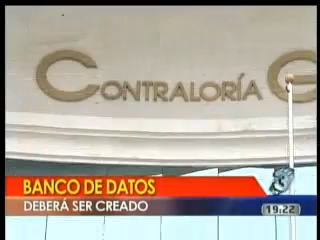 CONTRALORÍA G
BANCO DE DATOS
DEBERÁ SER CREADO
19:22